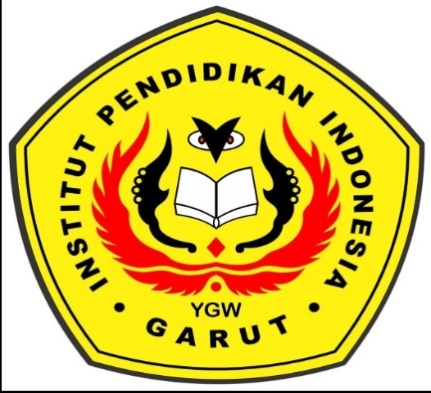 INSTITUT PENDIDIKAN INDONESIA
YGW
• GARUT •